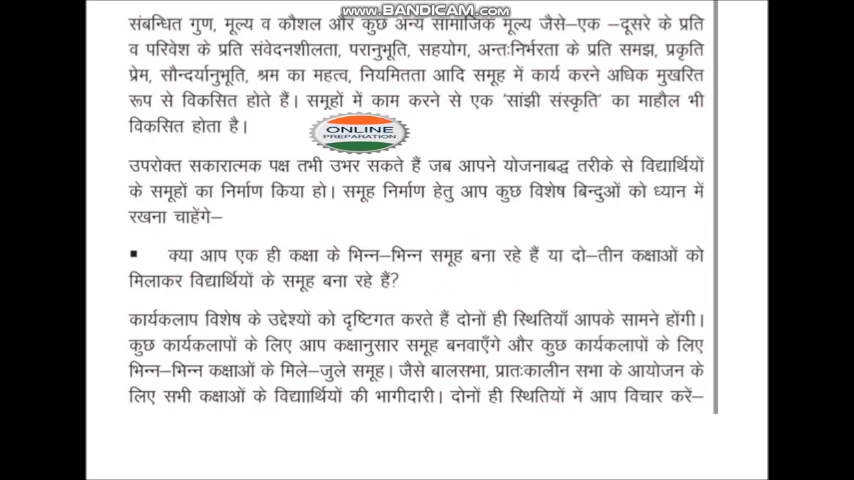 www.BANDICAM.com
संबन्धित गुण, मूल्य व कौशल और कुछ अन्य सामाजिक मूल्य जैसे–एक –दूसरे के प्रति
व परिवेश के प्रति संवेदनशीलता, परानुभूति, सहयोग, अन्तःनिर्भरता के प्रति समझ, प्रकृति
प्रेम, सौन्दर्यानुभूति, श्रम का महत्व, नियमितता आदि समूह में कार्य करने अधिक मुखरित
रूप से विकसित होते हैं। समूहों में काम करने से एक 'सांझी संस्कृति' का माहौल भी
विकसित होता है।
ONLINE
PREPARATION
उपरोक्त सकारात्मक पक्ष तभी उभर सकते हैं जब आपने योजनाबद्ध तरीके से विद्यार्थियों
के समूहों का निर्माण किया हो। समूह निर्माण हेतु आप कुछ विशेष बिन्दुओं को ध्यान में
रखना चाहेंगे–
▪ क्या आप एक ही कक्षा के भिन्न–भिन्न समूह बना रहे हैं या दो–तीन कक्षाओं को
मिलाकर विद्यार्थियों के समूह बना रहे हैं?
कार्यकलाप विशेष के उद्देश्यों को दृष्टिगत करते हैं दोनों ही स्थितियाँ आपके सामने होंगी।
कुछ कार्यकलापों के लिए आप कक्षानुसार समूह बनवाएँगे और कुछ कार्यकलापों के लिए
भिन्न–भिन्न कक्षाओं के मिले–जुले समूह। जैसे बालसभा, प्रातःकालीन सभा के आयोजन के
लिए सभी कक्षाओं के विद्याार्थियों की भागीदारी। दोनों ही स्थितियों में आप विचार करें–